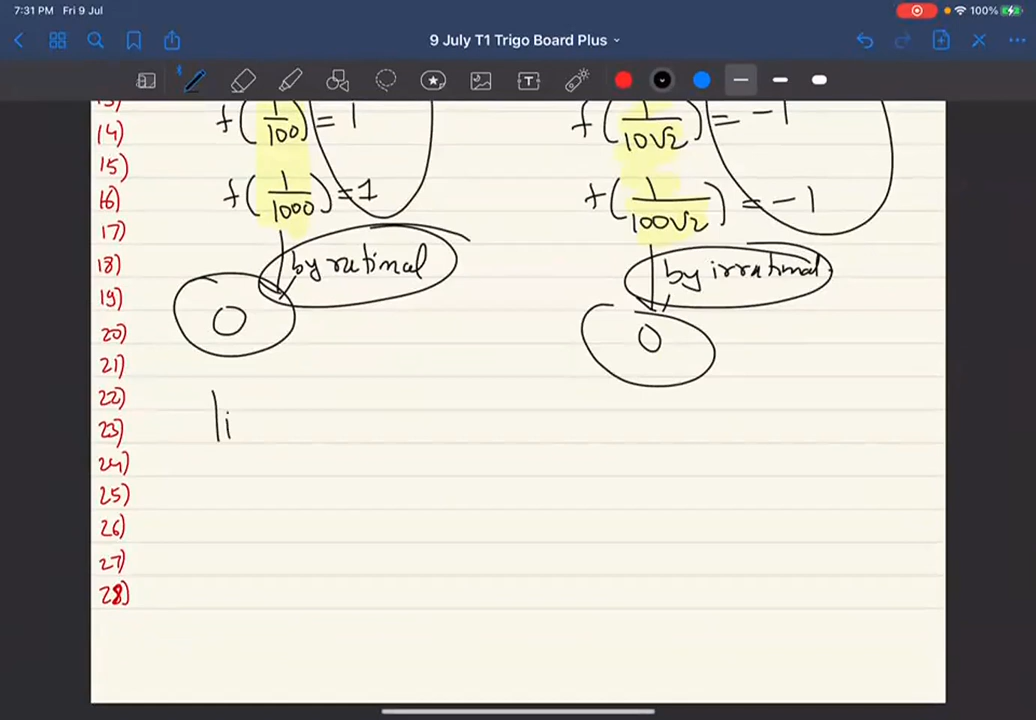 7:31 PM Fri 9 Jul
100%
9 July T1 Trigo Board Plus
T
14) f(1/100) = 1 f(1/10√2) = -1
15)
16) f(1/1000) = 1 f(1/100√2) = -1
17)
18) by rational by irrational
19)
20) 0 0
21)
22)
23) li
24)
25)
26)
27)
28)